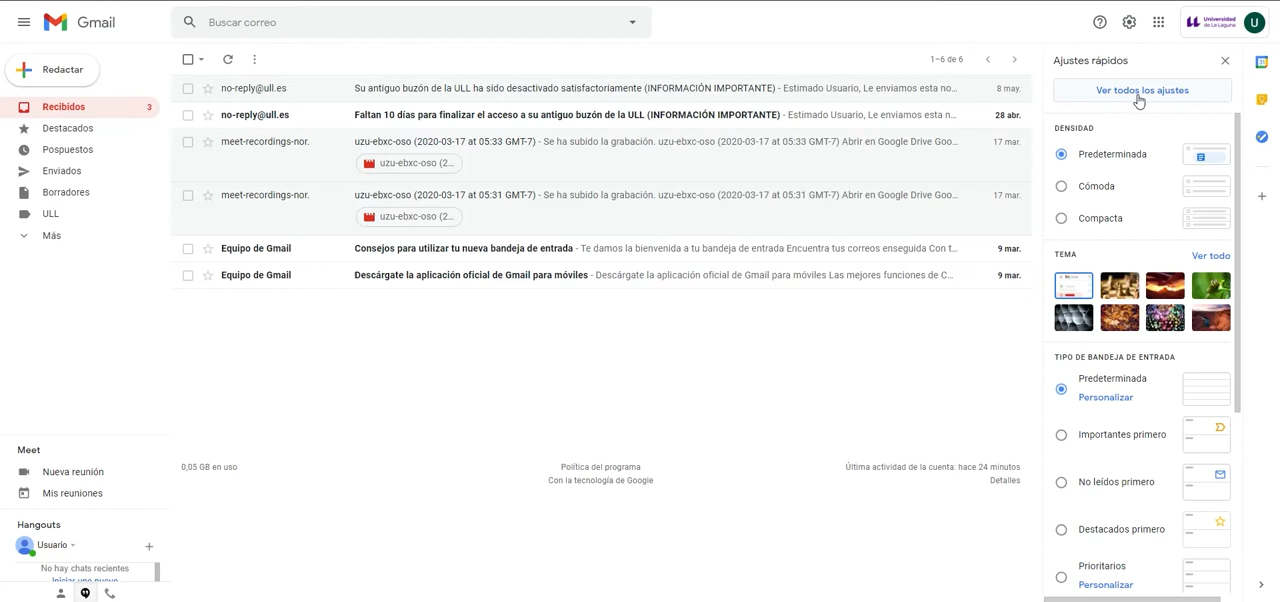 Gmail
Buscar correo
Universidad
de La Laguna
U
Redactar
Recibidos 3
Destacados
Pospuestos
Enviados
Borradores
ULL
Más
1–6 de 6
no-reply@ull.es Su antiguo buzón de la ULL ha sido desactivado satisfactoriamente (INFORMACIÓN IMPORTANTE) - Estimado Usuario, Le enviamos esta no... 8 may.
no-reply@ull.es Faltan 10 días para finalizar el acceso a su antiguo buzón de la ULL (INFORMACIÓN IMPORTANTE) - Estimado Usuario, Le enviamos esta n... 28 abr.
meet-recordings-nor. uzu-ebxc-oso (2020-03-17 at 05:33 GMT-7) - Se ha subido la grabación. uzu-ebxc-oso (2020-03-17 at 05:33 GMT-7) Abrir en Google Drive Goo... 17 mar.
uzu-ebxc-oso (2...
meet-recordings-nor. uzu-ebxc-oso (2020-03-17 at 05:31 GMT-7) - Se ha subido la grabación. uzu-ebxc-oso (2020-03-17 at 05:31 GMT-7) Abrir en Google Drive Goo... 17 mar.
uzu-ebxc-oso (2...
Equipo de Gmail Consejos para utilizar tu nueva bandeja de entrada - Te damos la bienvenida a tu bandeja de entrada Encuentra tus correos enseguida Con t... 9 mar.
Equipo de Gmail Descárgate la aplicación oficial de Gmail para móviles - Descárgate la aplicación oficial de Gmail para móviles Las mejores funciones de C... 9 mar.
0,05 GB en uso
Política del programa
Con la tecnología de Google
Última actividad de la cuenta: hace 24 minutos
Detalles
Meet
Nueva reunión
Mis reuniones
Hangouts
Usuario
No hay chats recientes
Iniciar uno nuevo
Ajustes rápidos
Ver todos los ajustes
DENSIDAD
Predeterminada
Cómoda
Compacta
TEMA Ver todo
TIPO DE BANDEJA DE ENTRADA
Predeterminada
Personalizar
Importantes primero
No leídos primero
Destacados primero
Prioritarios
Personalizar